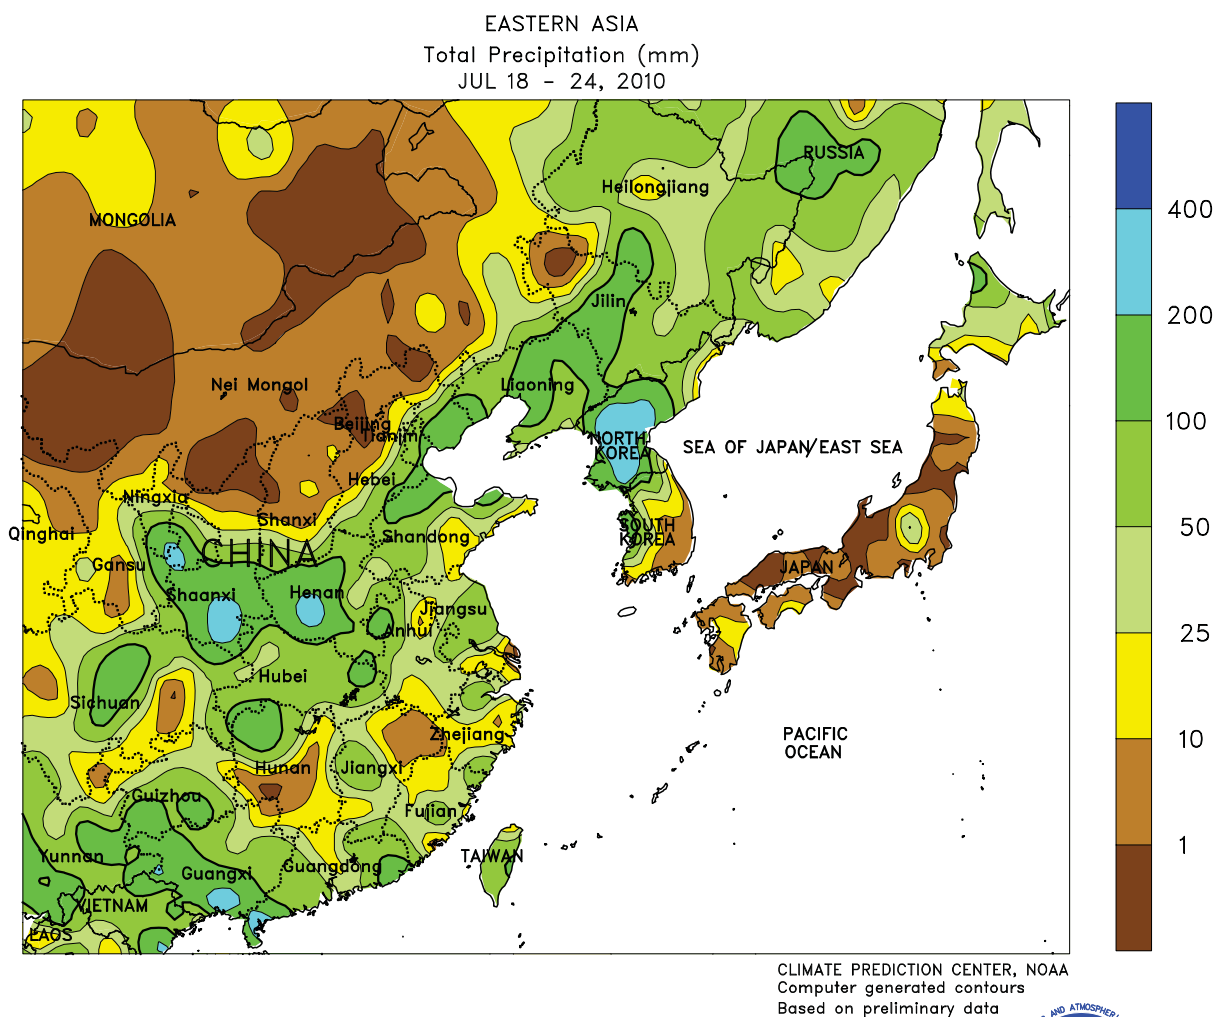 EASTERN ASIA
Total Precipitation (mm)
JUL 18 - 24, 2010
RUSSIA
Heilongjiang
MONGOLIA
400
Jilin
200
Nei Mongol
Liaoning
Beijing
Tianjin
100
NORTH
KOREA
SEA OF JAPAN/EAST SEA
Hebei
Ningxia
Shanxi
50
Qinghai
CHINA
Shandong
SOUTH
KOREA
Gansu
JAPAN
Shaanxi
Henan
Jiangsu
Anhui
25
Hubei
Sichuan
Zhejiang
PACIFIC
OCEAN
10
Hunan
Jiangxi
Guizhou
Fujian
1
Yunnan
Guangxi
Guangdong
TAIWAN
VIETNAM
LAOS
CLIMATE PREDICTION CENTER, NOAA
Computer generated contours
Based on preliminary data
AND ATMOSPHER